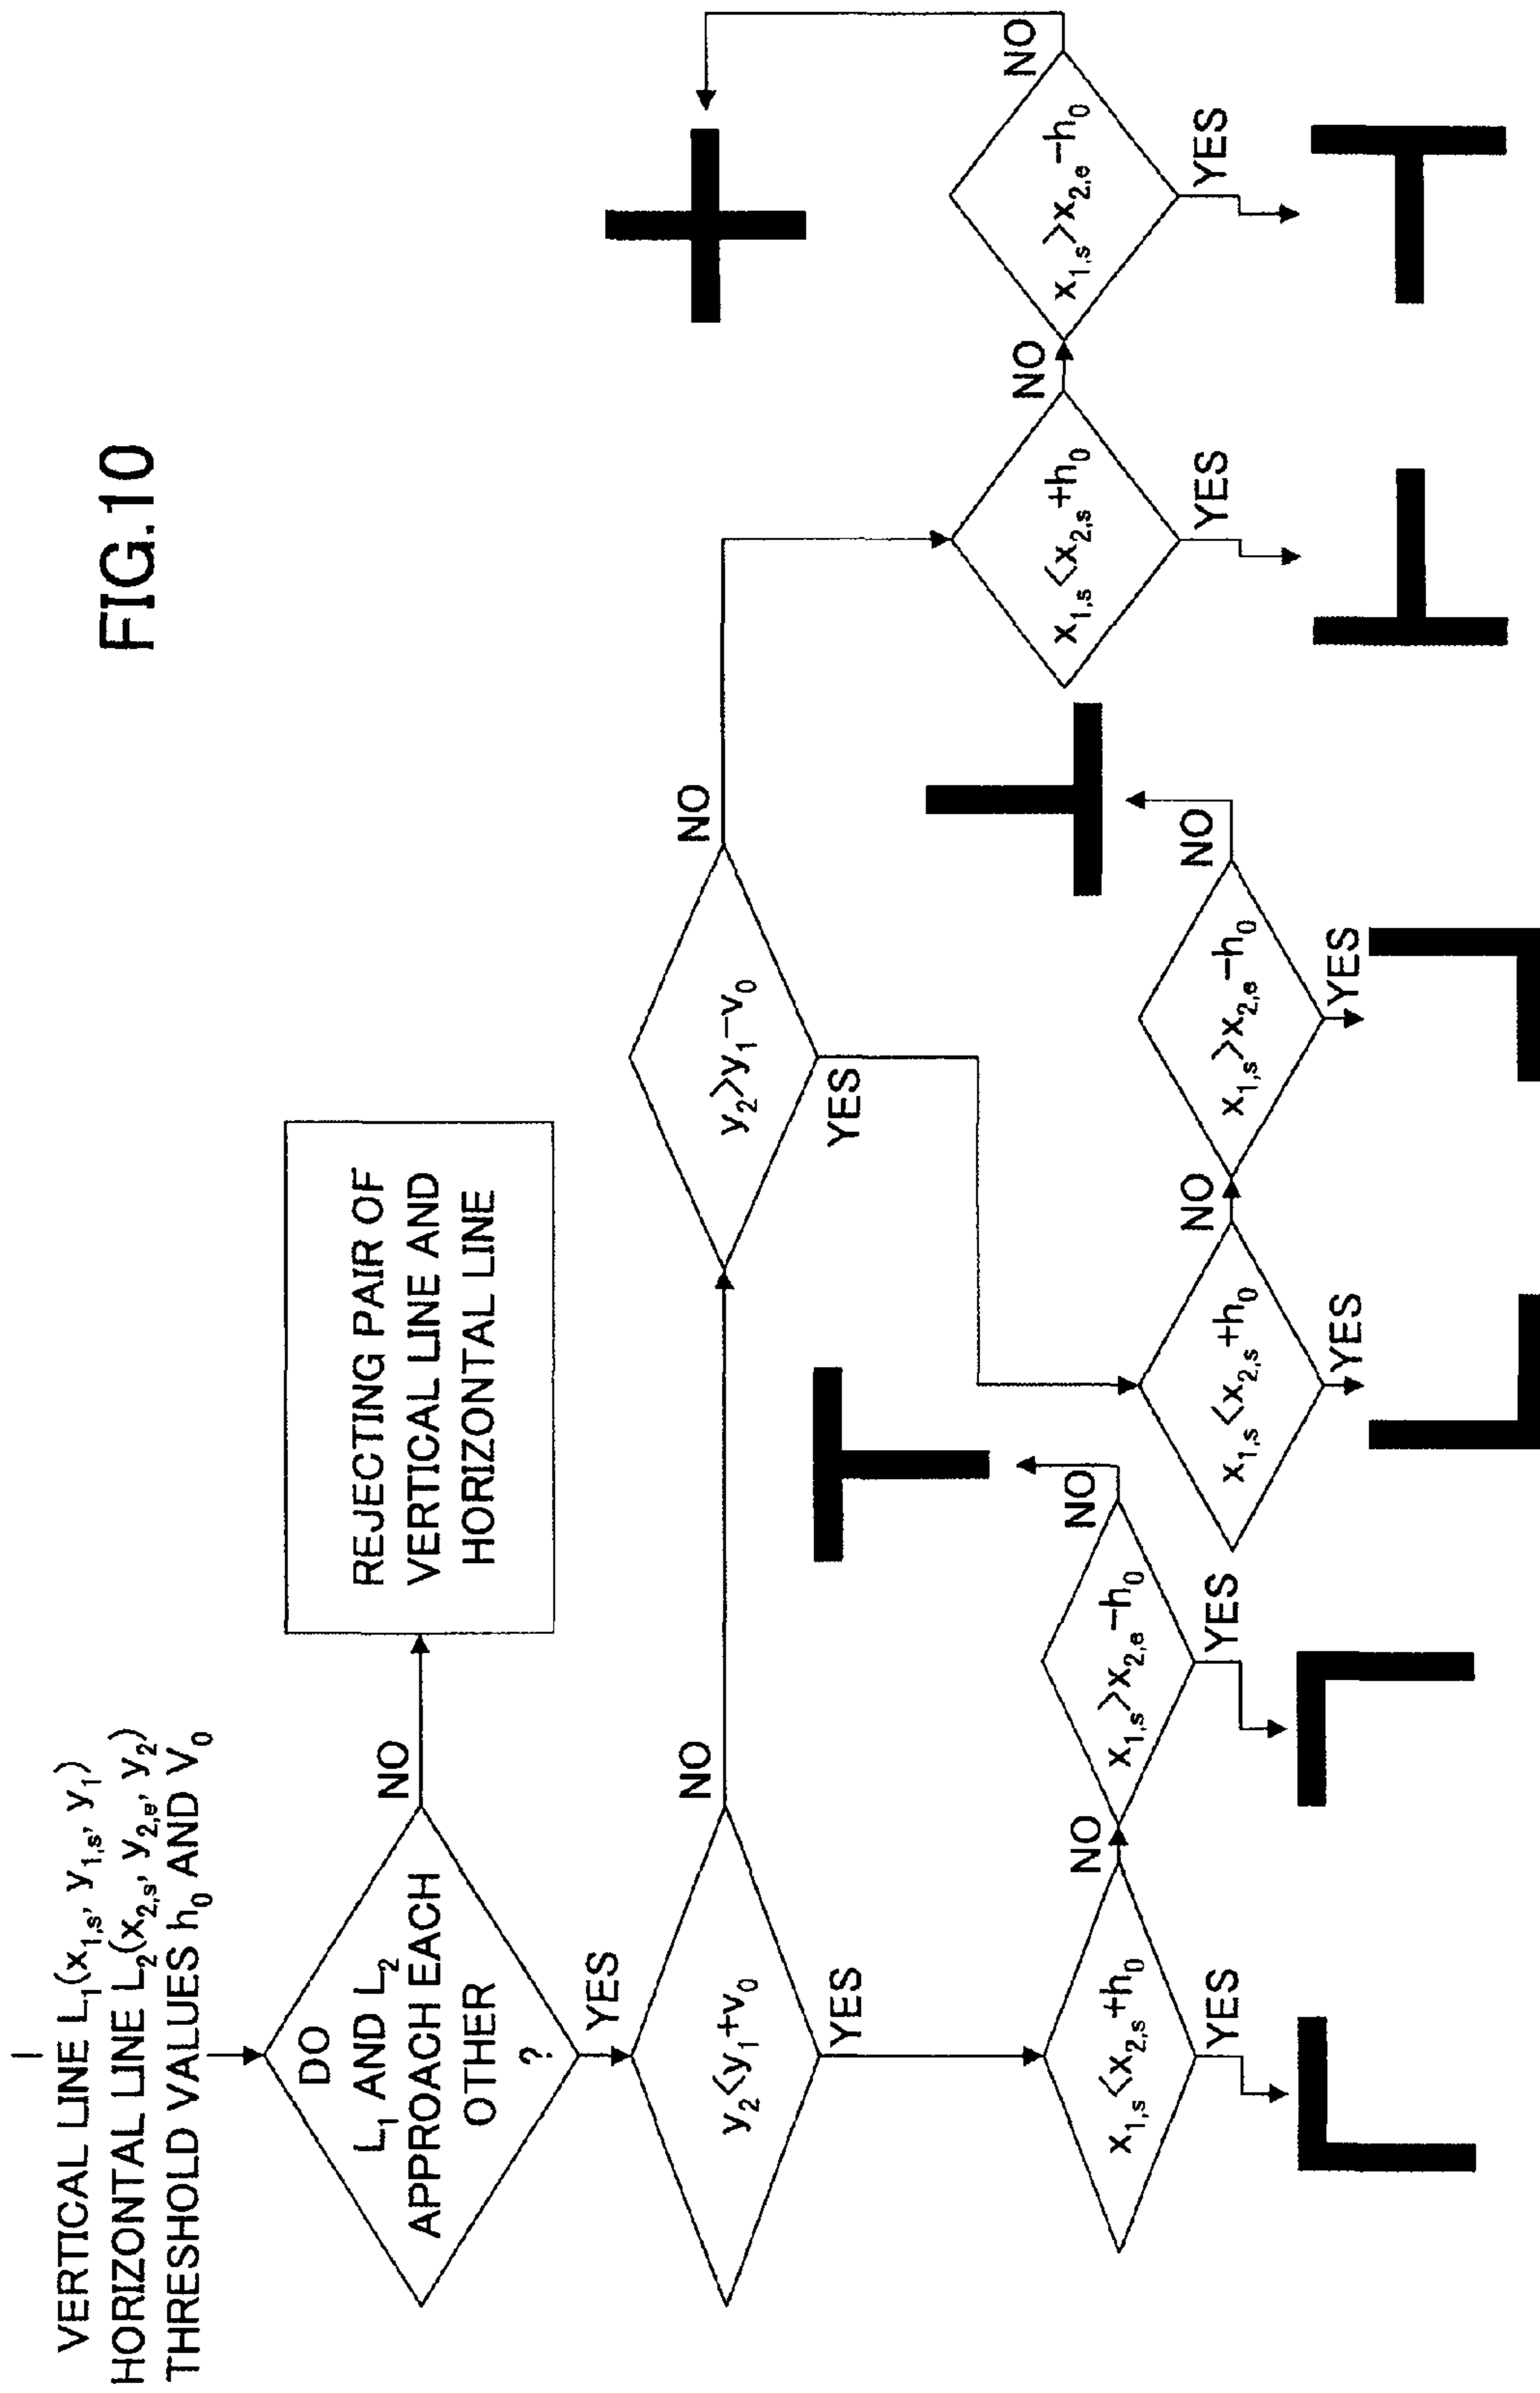 FIG.10
VERTICAL LINE L₁(x₁,ₛ, y₁,ₛ, y₁)
HORIZONTAL LINE L₂(x₂,ₛ, y₂,ₑ, y₂)
THRESHOLD VALUES h₀ AND V₀
DO
L₁ AND L₂
APPROACH EACH
OTHER
?
NO
REJECTING PAIR OF
VERTICAL LINE AND
HORIZONTAL LINE
YES
y₂<y₁+v₀
NO
y₂>y₁−v₀
NO
YES
YES
x₁,ₛ<x₂,ₛ+h₀
NO
x₁,ₛ>x₂,ₑ−h₀
NO
YES
YES
x₁,ₛ<x₂,ₛ+h₀
NO
x₁,ₛ>x₂,ₑ−h₀
NO
YES
YES
x₁,ₛ<x₂,ₛ+h₀
NO
x₁,ₛ>x₂,ₑ−h₀
NO
YES
YES